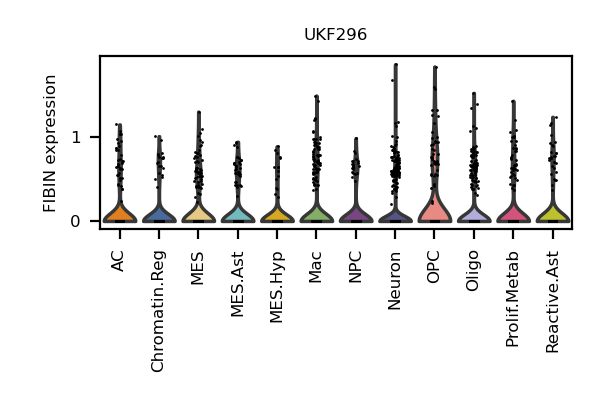 UKF296
FIBIN expression
1
0
AC
Chromatin.Reg
MES
MES.Ast
MES.Hyp
Mac
NPC
Neuron
OPC
Oligo
Prolif.Metab
Reactive.Ast